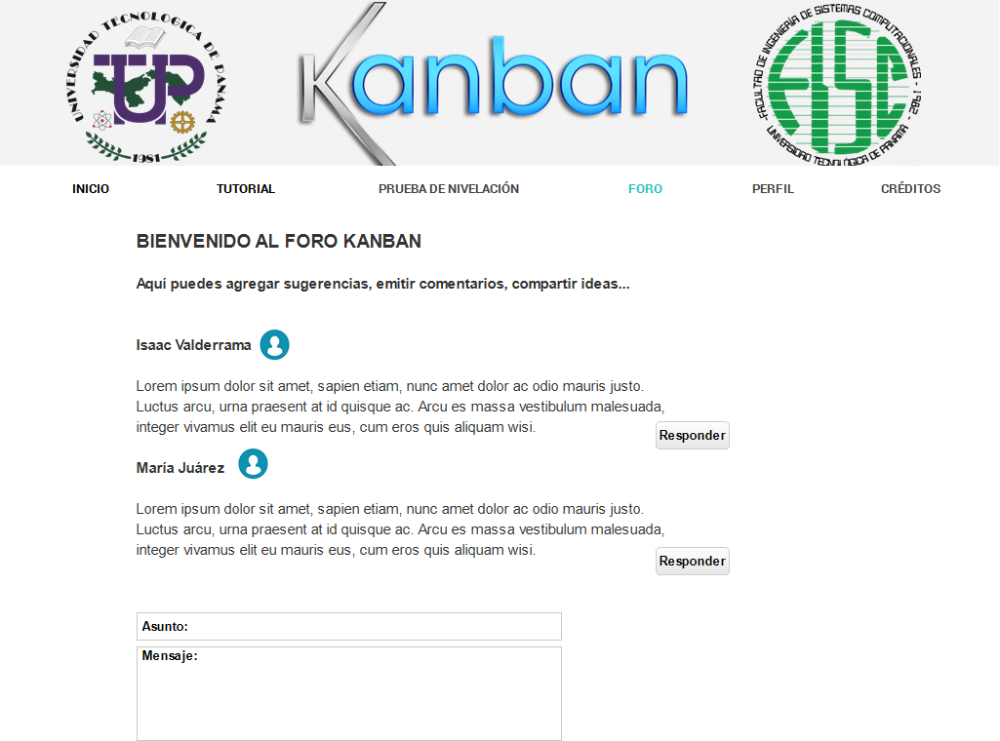 UNIVERSIDAD TECNOLOGICA DE PANAMA
UTP
1981
Kanban
FACULTAD DE INGENIERÍA DE SISTEMAS COMPUTACIONALES - 1982 -
FISC
UNIVERSIDAD TECNOLÓGICA DE PANAMÁ
INICIO TUTORIAL PRUEBA DE NIVELACIÓN FORO PERFIL CRÉDITOS
BIENVENIDO AL FORO KANBAN
Aquí puedes agregar sugerencias, emitir comentarios, compartir ideas...
Isaac Valderrama
Lorem ipsum dolor sit amet, sapien etiam, nunc amet dolor ac odio mauris justo.
Luctus arcu, urna praesent at id quisque ac. Arcu es massa vestibulum malesuada,
integer vivamus elit eu mauris eus, cum eros quis aliquam wisi.
Responder
María Juárez
Lorem ipsum dolor sit amet, sapien etiam, nunc amet dolor ac odio mauris justo.
Luctus arcu, urna praesent at id quisque ac. Arcu es massa vestibulum malesuada,
integer vivamus elit eu mauris eus, cum eros quis aliquam wisi.
Responder
Asunto:
Mensaje: